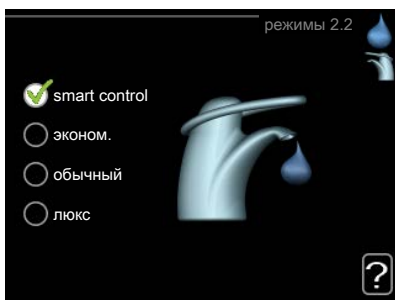 режимы 2.2
smart control
эконом.
обычный
люкс
?